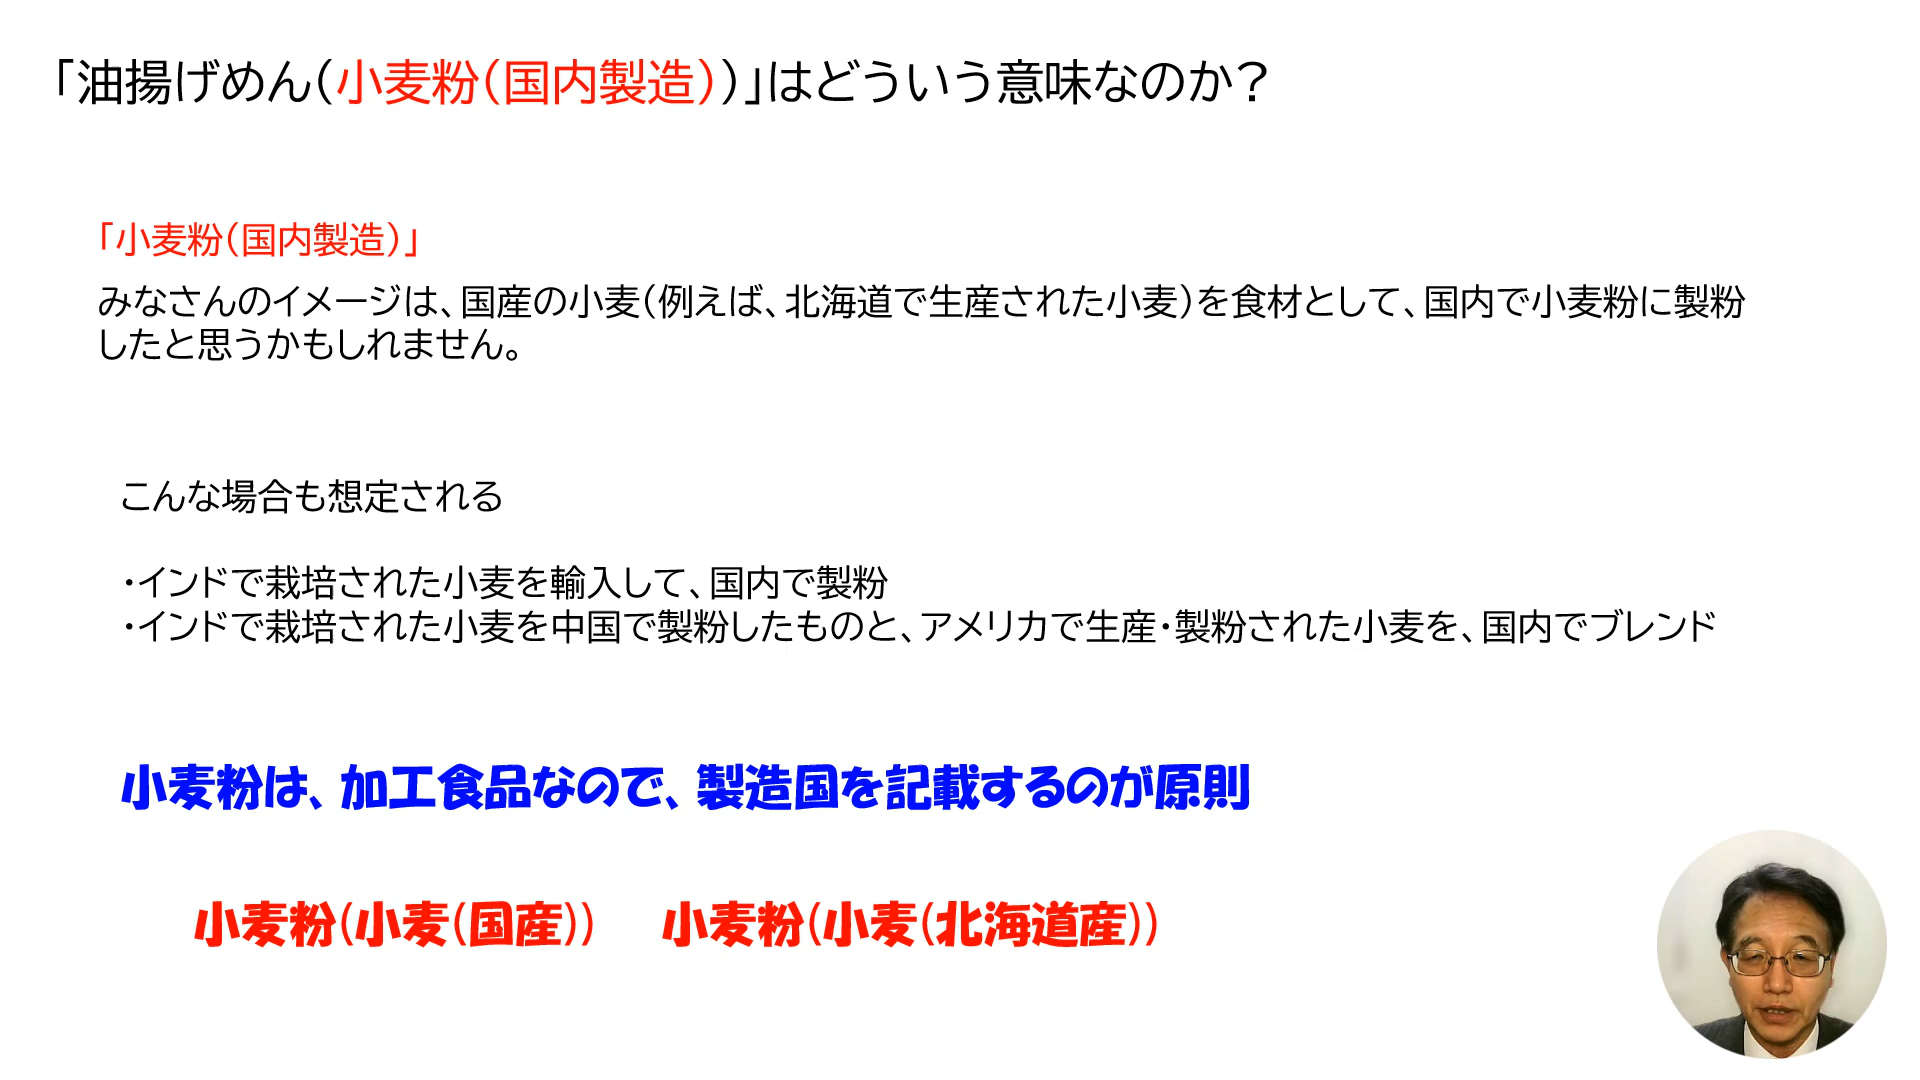 「油揚げめん(小麦粉(国内製造))」はどういう意味なのか?
「小麦粉(国内製造)」
みなさんのイメージは、国産の小麦(例えば、北海道で生産された小麦)を食材として、国内で小麦粉に製粉
したと思うかもしれません。
こんな場合も想定される
・インドで栽培された小麦を輸入して、国内で製粉
・インドで栽培された小麦を中国で製粉したものと、アメリカで生産・製粉された小麦を、国内でブレンド
小麦粉は、加工食品なので、製造国を記載するのが原則
小麦粉(小麦(国産))　小麦粉(小麦(北海道産))